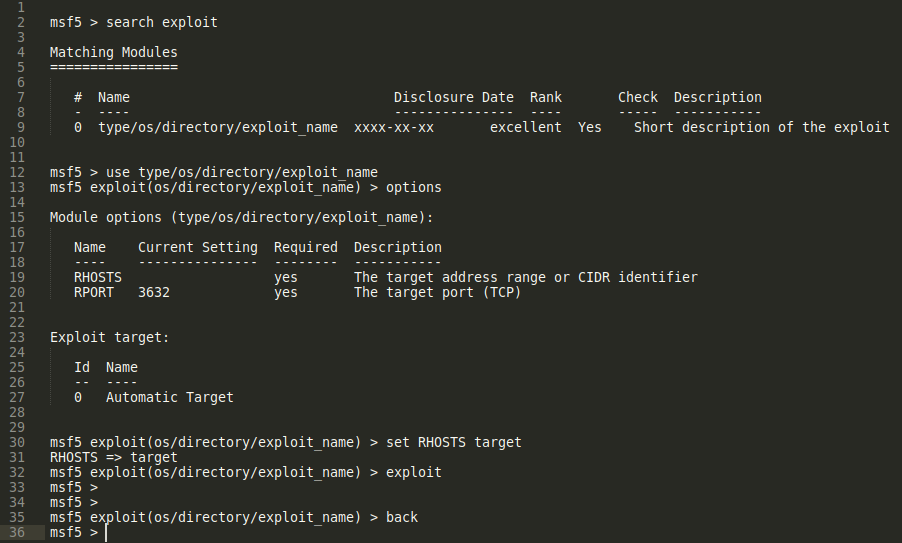 1
2 msf5 > search exploit
3
4 Matching Modules
5 ================
6
7 # Name Disclosure Date Rank Check Description
8 - ---- --------------- ---- ----- -----------
9 0 type/os/directory/exploit_name xxxx-xx-xx excellent Yes Short description of the exploit
10
11
12 msf5 > use type/os/directory/exploit_name
13 msf5 exploit(os/directory/exploit_name) > options
14
15 Module options (type/os/directory/exploit_name):
16
17 Name Current Setting Required Description
18 ---- --------------- -------- -----------
19 RHOSTS yes The target address range or CIDR identifier
20 RPORT 3632 yes The target port (TCP)
21
22
23 Exploit target:
24
25 Id Name
26 -- ----
27 0 Automatic Target
28
29
30 msf5 exploit(os/directory/exploit_name) > set RHOSTS target
31 RHOSTS => target
32 msf5 exploit(os/directory/exploit_name) > exploit
33 msf5 >
34 msf5 >
35 msf5 exploit(os/directory/exploit_name) > back
36 msf5 >